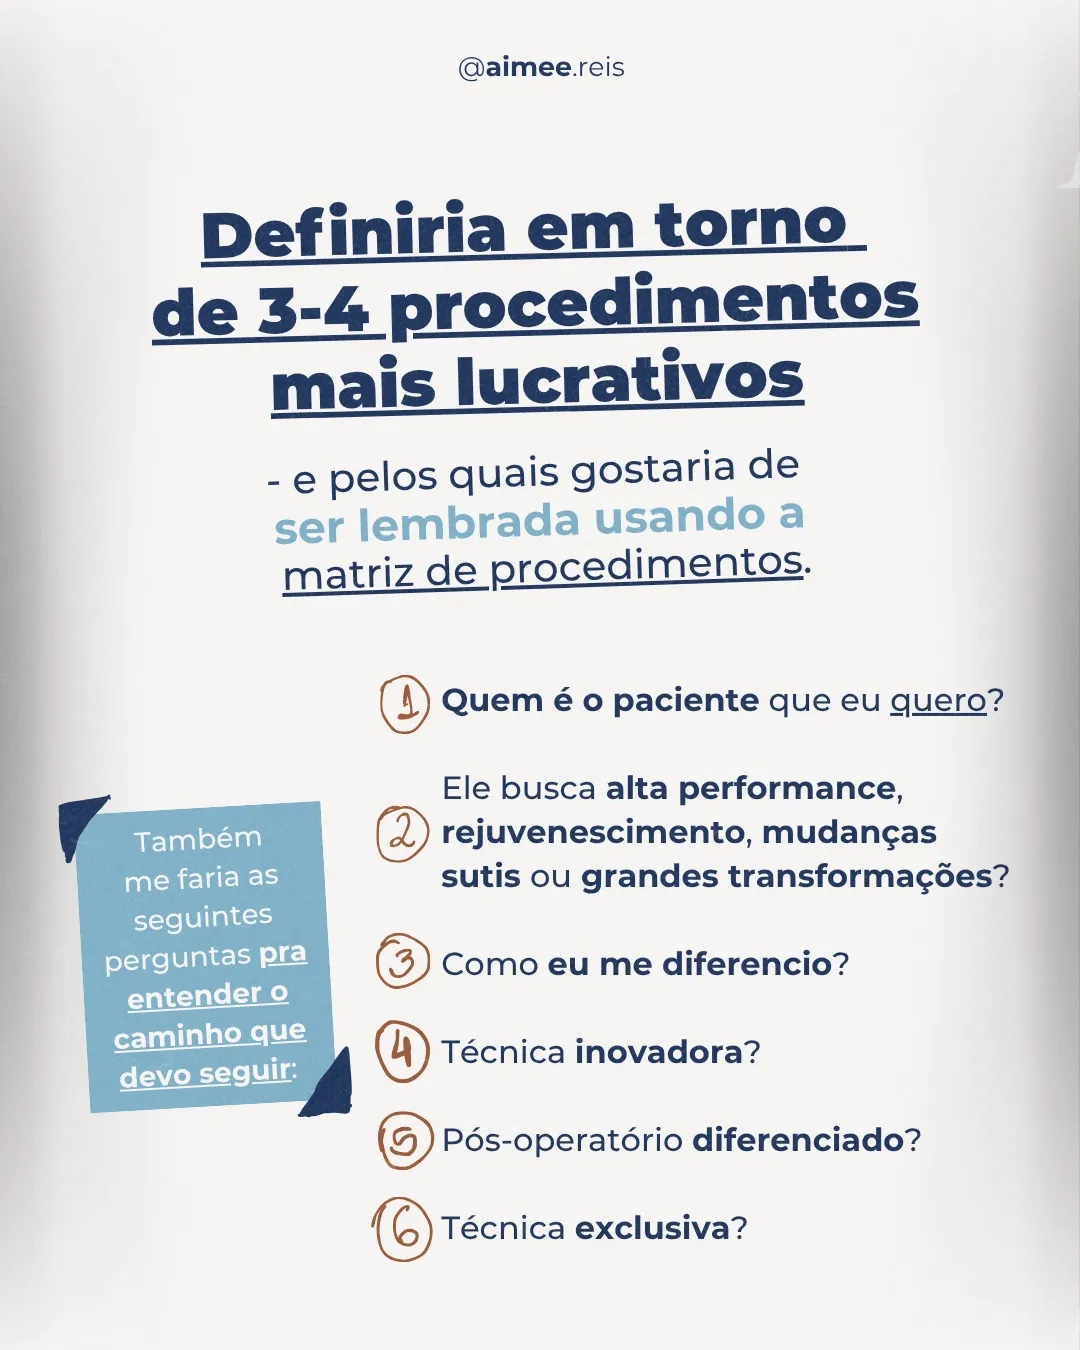 @aimee.reis
Definiria em torno
de 3-4 procedimentos
mais lucrativos
- e pelos quais gostaria de
ser lembrada usando a
matriz de procedimentos.
Também
me faria as
seguintes
perguntas pra
entender o
caminho que
devo seguir:
1 Quem é o paciente que eu quero?
Ele busca alta performance,
2 rejuvenescimento, mudanças
sutis ou grandes transformações?
3 Como eu me diferencio?
4 Técnica inovadora?
5 Pós-operatório diferenciado?
6 Técnica exclusiva?